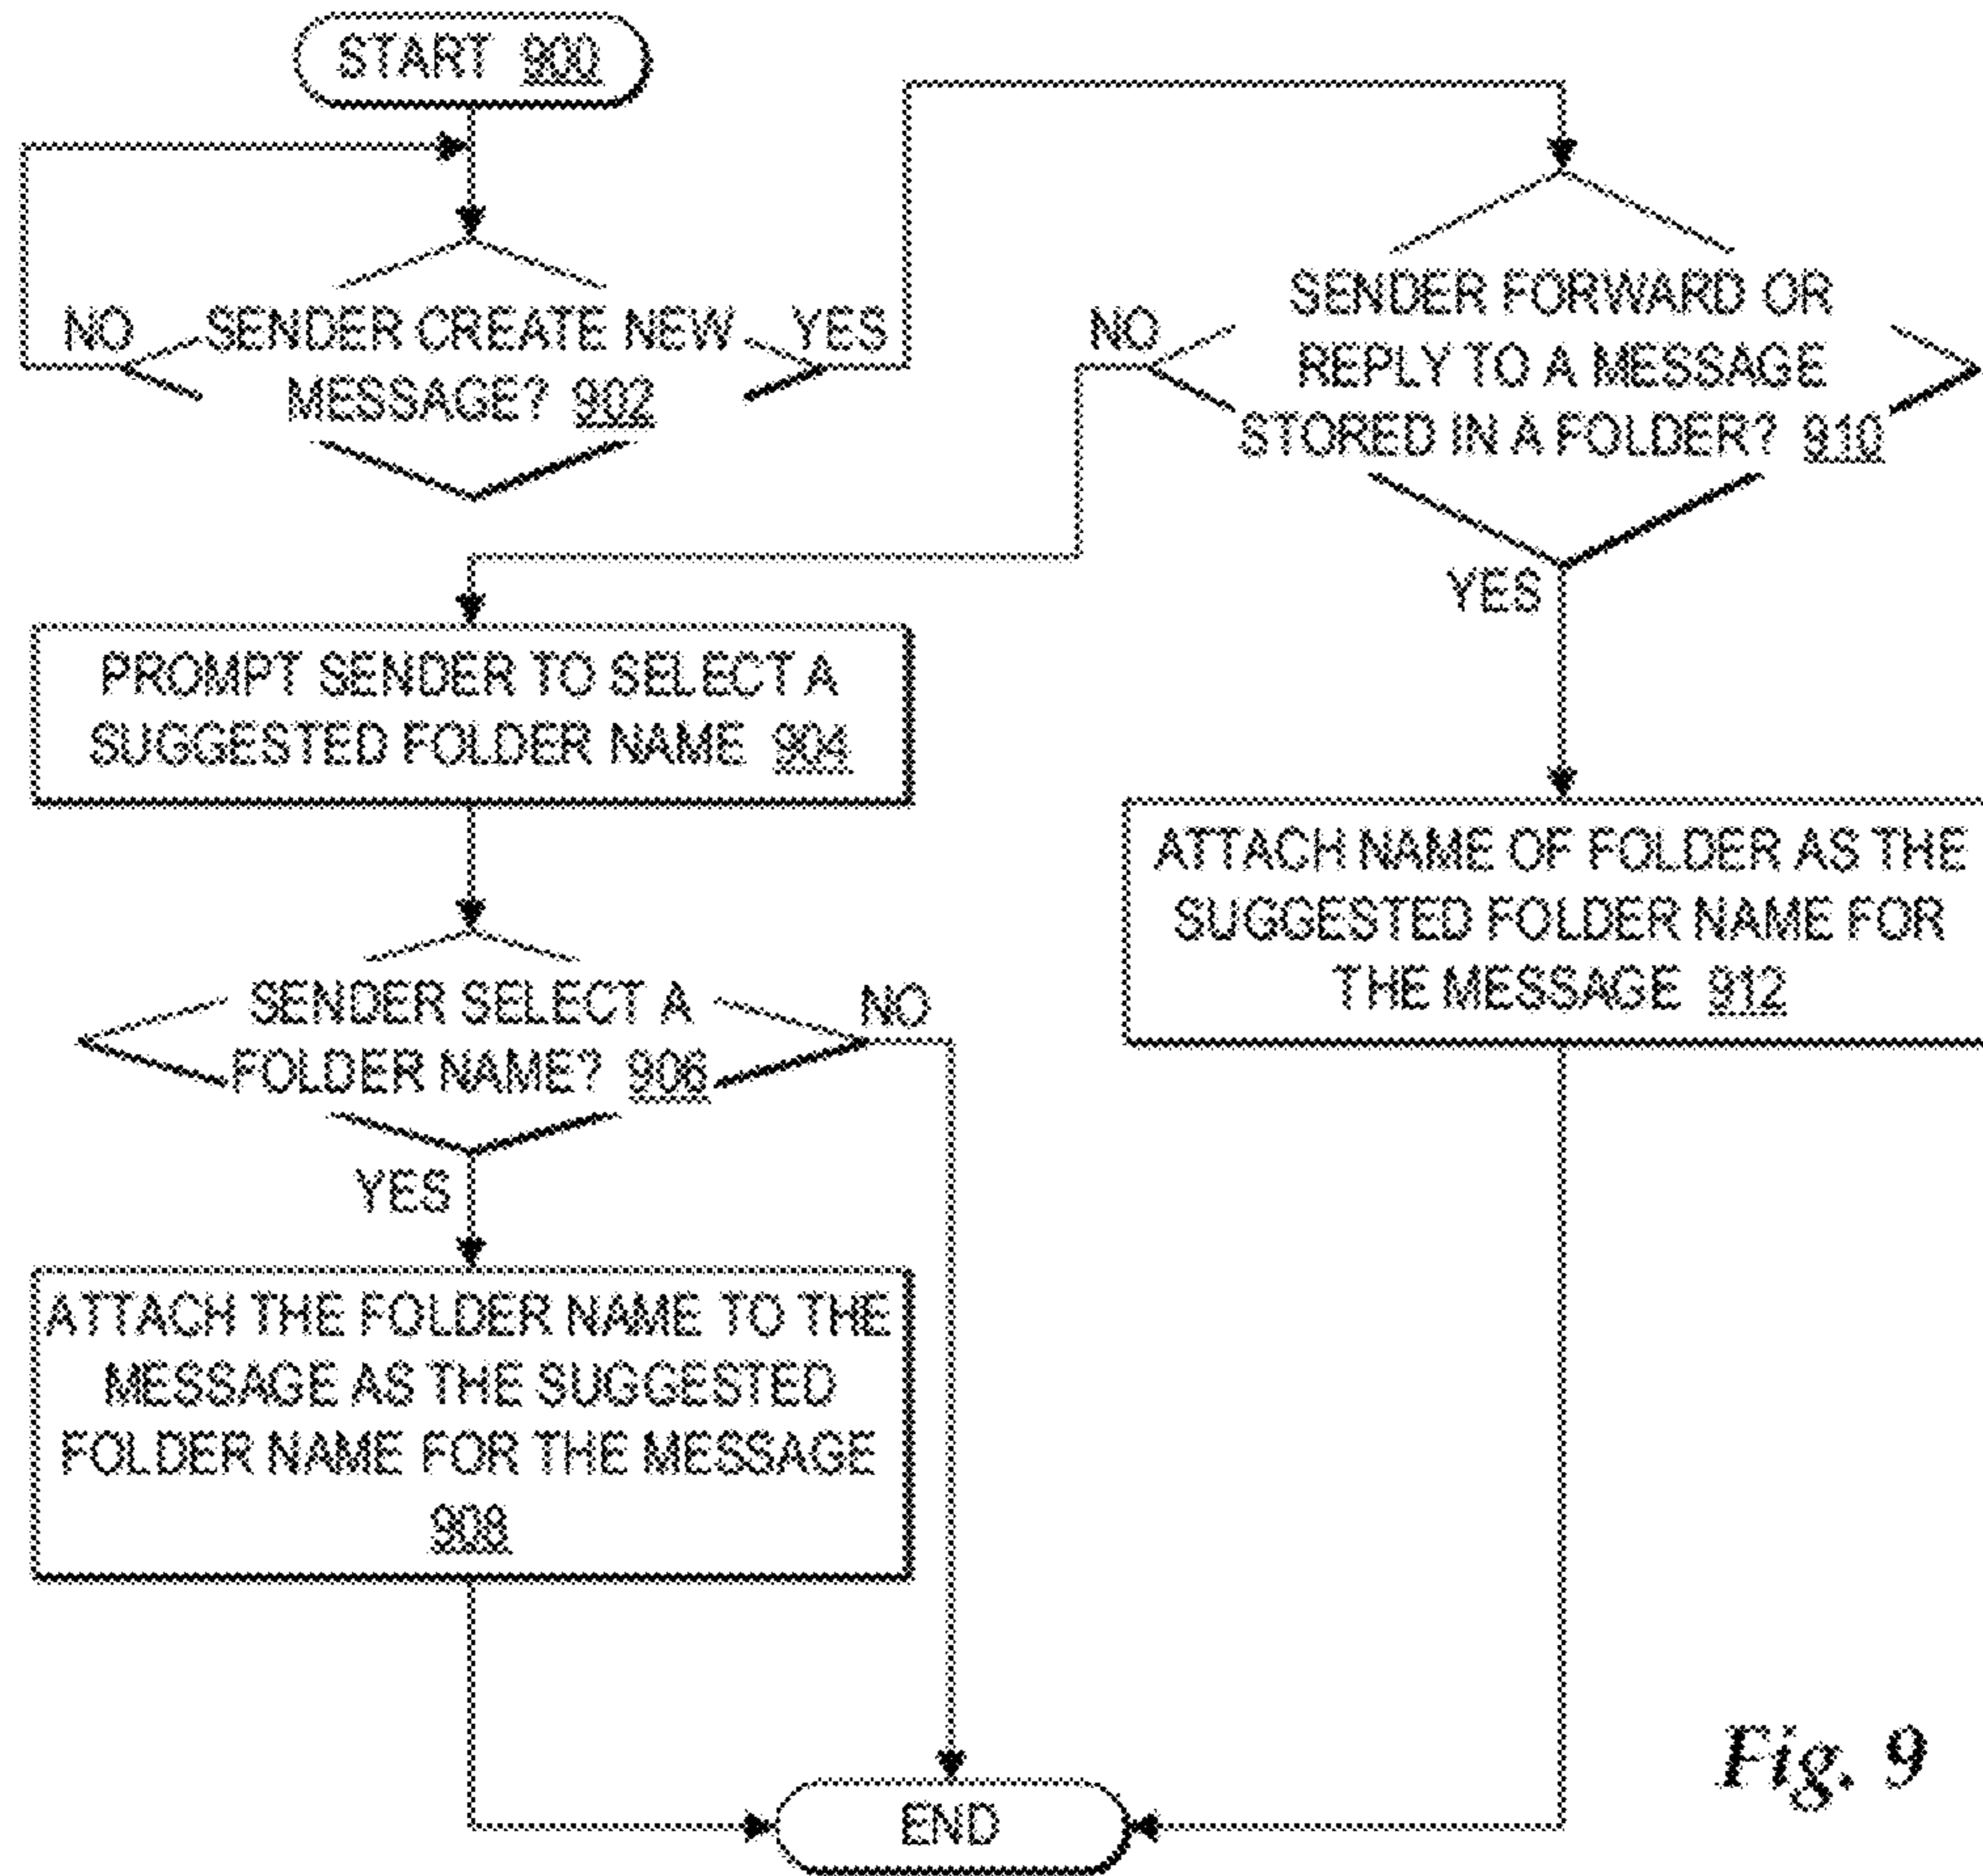 START 900
NO
SENDER CREATE NEW
MESSAGE? 902
YES
SENDER FORWARD OR
REPLY TO A MESSAGE
STORED IN A FOLDER? 910
NO
YES
PROMPT SENDER TO SELECT A
SUGGESTED FOLDER NAME 904
ATTACH NAME OF FOLDER AS THE
SUGGESTED FOLDER NAME FOR
THE MESSAGE 912
SENDER SELECT A
FOLDER NAME? 906
NO
YES
ATTACH THE FOLDER NAME TO THE
MESSAGE AS THE SUGGESTED
FOLDER NAME FOR THE MESSAGE
908
END
Fig. 9